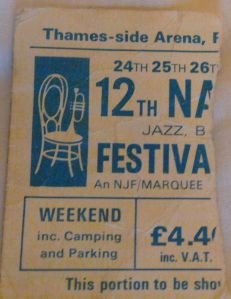 Thames-side Arena, R
24TH 25TH 26T
12TH NA
JAZZ, B
FESTIVA
An NJF/MARQUEE
WEEKEND
inc. Camping
and Parking
£4.4
inc. V.A.T.
This portion to be sho